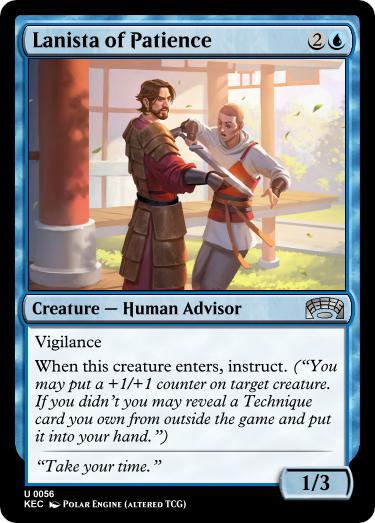 Lanista of Patience 2
Creature — Human Advisor
Vigilance
When this creature enters, instruct. (“You
may put a +1/+1 counter on target creature.
If you didn’t you may reveal a Technique
card you own from outside the game and put
it into your hand.”)
“Take your time.”
1/3
U 0056
KEC Polar Engine (altered TCG)